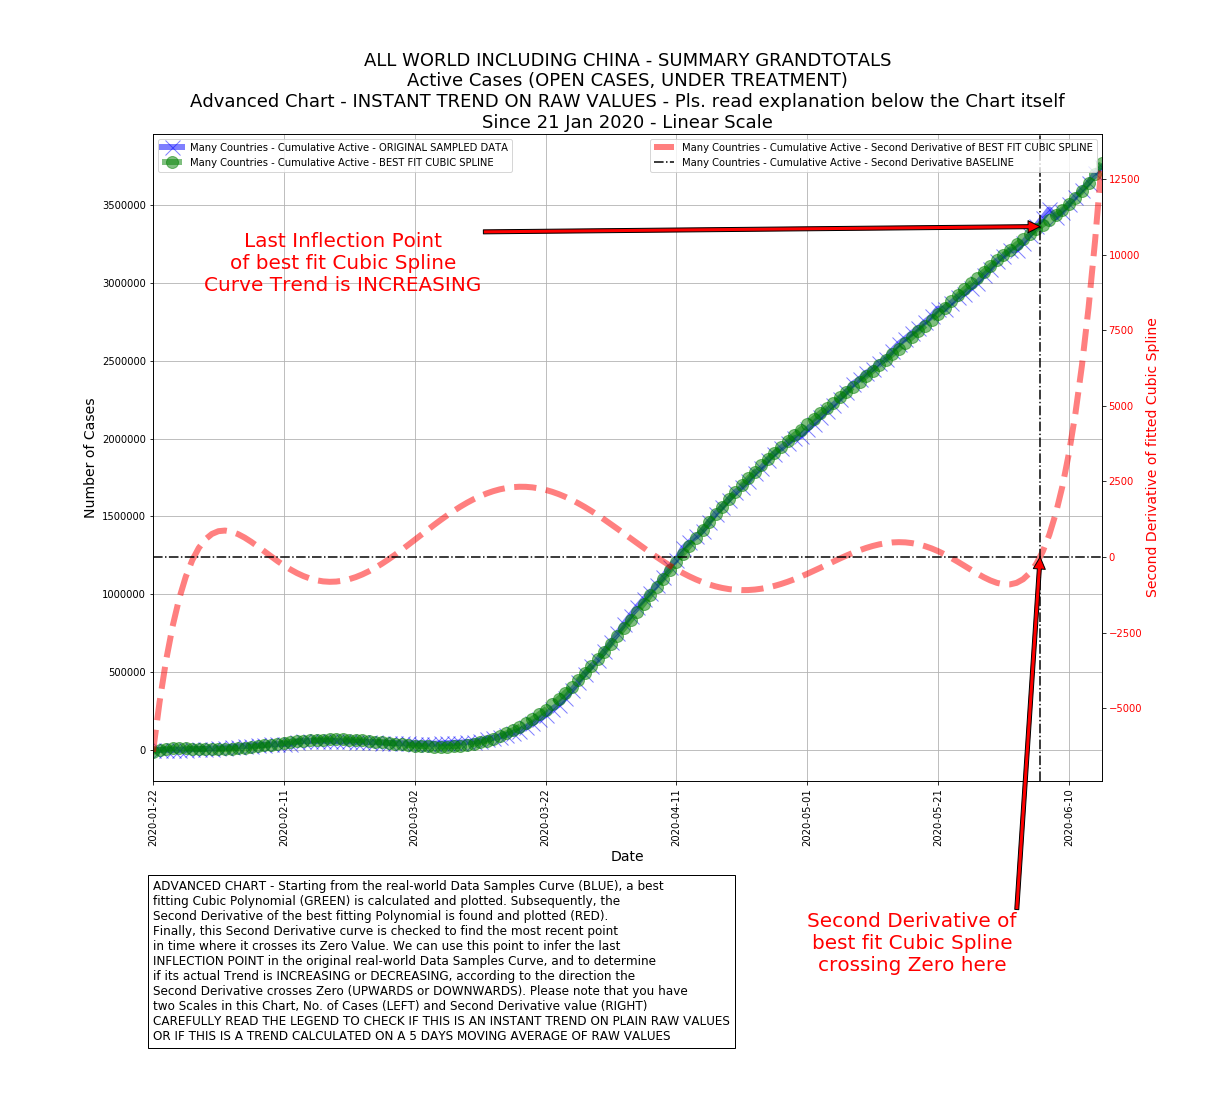 ALL WORLD INCLUDING CHINA - SUMMARY GRANDTOTALS
Active Cases (OPEN CASES, UNDER TREATMENT)
Advanced Chart - INSTANT TREND ON RAW VALUES - Pls. read explanation below the Chart itself
Since 21 Jan 2020 - Linear Scale
Many Countries - Cumulative Active - ORIGINAL SAMPLED DATA
Many Countries - Cumulative Active - BEST FIT CUBIC SPLINE
Many Countries - Cumulative Active - Second Derivative of BEST FIT CUBIC SPLINE
Many Countries - Cumulative Active - Second Derivative BASELINE
Last Inflection Point
of best fit Cubic Spline
Curve Trend is INCREASING
Number of Cases
3500000
3000000
2500000
2000000
1500000
1000000
500000
0
12500
10000
7500
5000
2500
0
−2500
−5000
Second Derivative of fitted Cubic Spline
2020-01-22
2020-02-11
2020-03-02
2020-03-22
2020-04-11
2020-05-01
2020-05-21
2020-06-10
Date
ADVANCED CHART - Starting from the real-world Data Samples Curve (BLUE), a best
fitting Cubic Polynomial (GREEN) is calculated and plotted. Subsequently, the
Second Derivative of the best fitting Polynomial is found and plotted (RED).
Finally, this Second Derivative curve is checked to find the most recent point
in time where it crosses its Zero Value. We can use this point to infer the last
INFLECTION POINT in the original real-world Data Samples Curve, and to determine
if its actual Trend is INCREASING or DECREASING, according to the direction the
Second Derivative crosses Zero (UPWARDS or DOWNWARDS). Please note that you have
two Scales in this Chart, No. of Cases (LEFT) and Second Derivative value (RIGHT)
CAREFULLY READ THE LEGEND TO CHECK IF THIS IS AN INSTANT TREND ON PLAIN RAW VALUES
OR IF THIS IS A TREND CALCULATED ON A 5 DAYS MOVING AVERAGE OF RAW VALUES
Second Derivative of
best fit Cubic Spline
crossing Zero here